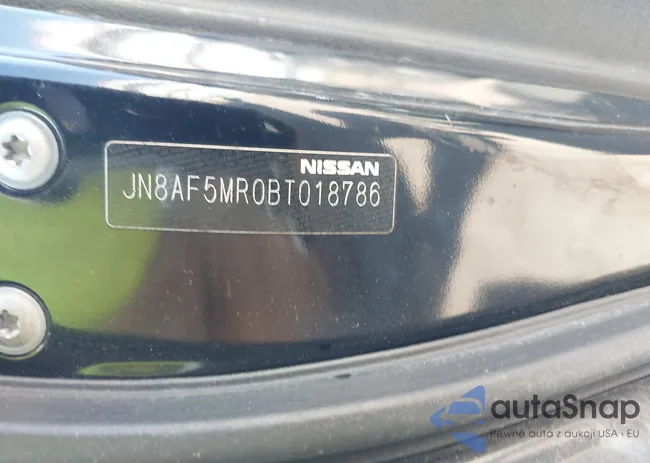 NISSAN
JN8AF5MR0BT018786
autaSnap
Pewne auta z aukcji USA • EU